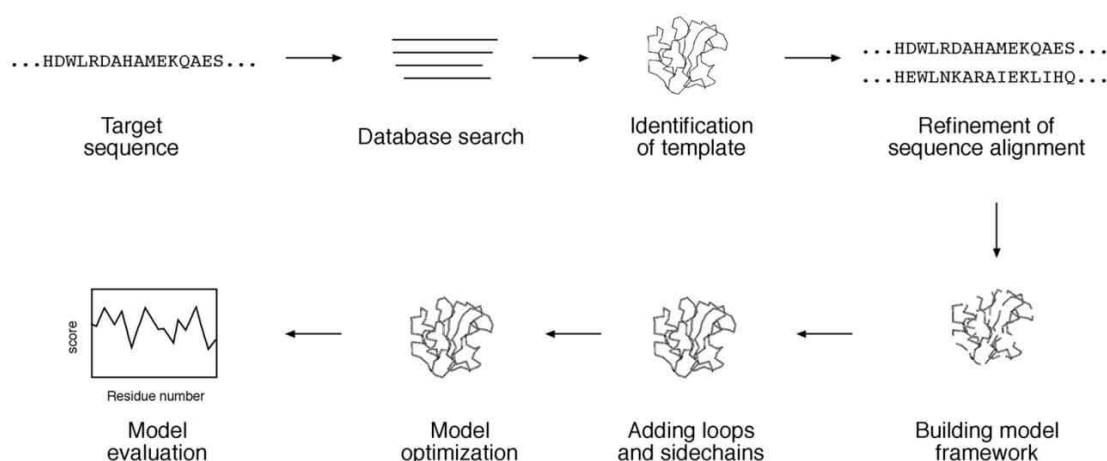 ...HDWLRDAHAMEKQAES...
Target
sequence
Database search
Identification
of template
...HDWLRDAHAMEKQAES...
...HEWLNKARAIEKLIHQ...
Refinement of
sequence alignment
score
Residue number
Model
evaluation
Model
optimization
Adding loops
and sidechains
Building model
framework